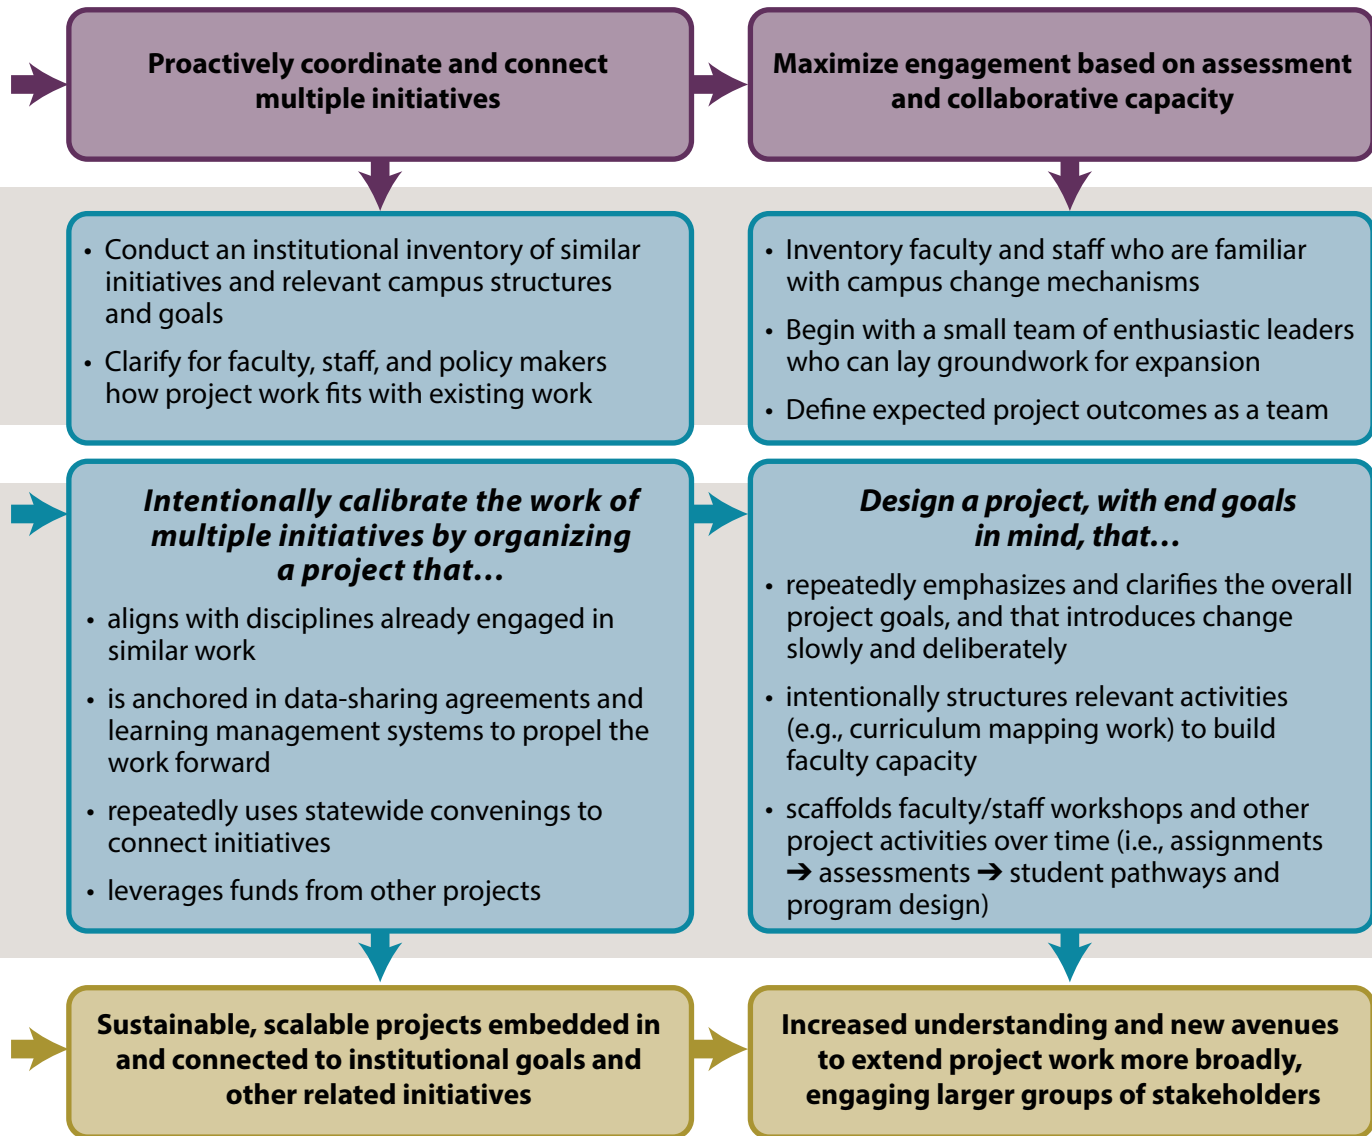 Proactively coordinate and connect
multiple initiatives
Maximize engagement based on assessment
and collaborative capacity
• Conduct an institutional inventory of similar
initiatives and relevant campus structures
and goals
• Clarify for faculty, staff, and policy makers
how project work fits with existing work
• Inventory faculty and staff who are familiar
with campus change mechanisms
• Begin with a small team of enthusiastic leaders
who can lay groundwork for expansion
• Define expected project outcomes as a team
Intentionally calibrate the work of
multiple initiatives by organizing
a project that…
• aligns with disciplines already engaged in
similar work
• is anchored in data-sharing agreements and
learning management systems to propel the
work forward
• repeatedly uses statewide convenings to
connect initiatives
• leverages funds from other projects
Design a project, with end goals
in mind, that…
• repeatedly emphasizes and clarifies the overall
project goals, and that introduces change
slowly and deliberately
• intentionally structures relevant activities
(e.g., curriculum mapping work) to build
faculty capacity
• scaffolds faculty/staff workshops and other
project activities over time (i.e., assignments
➔ assessments ➔ student pathways and
program design)
Sustainable, scalable projects embedded in
and connected to institutional goals and
other related initiatives
Increased understanding and new avenues
to extend project work more broadly,
engaging larger groups of stakeholders